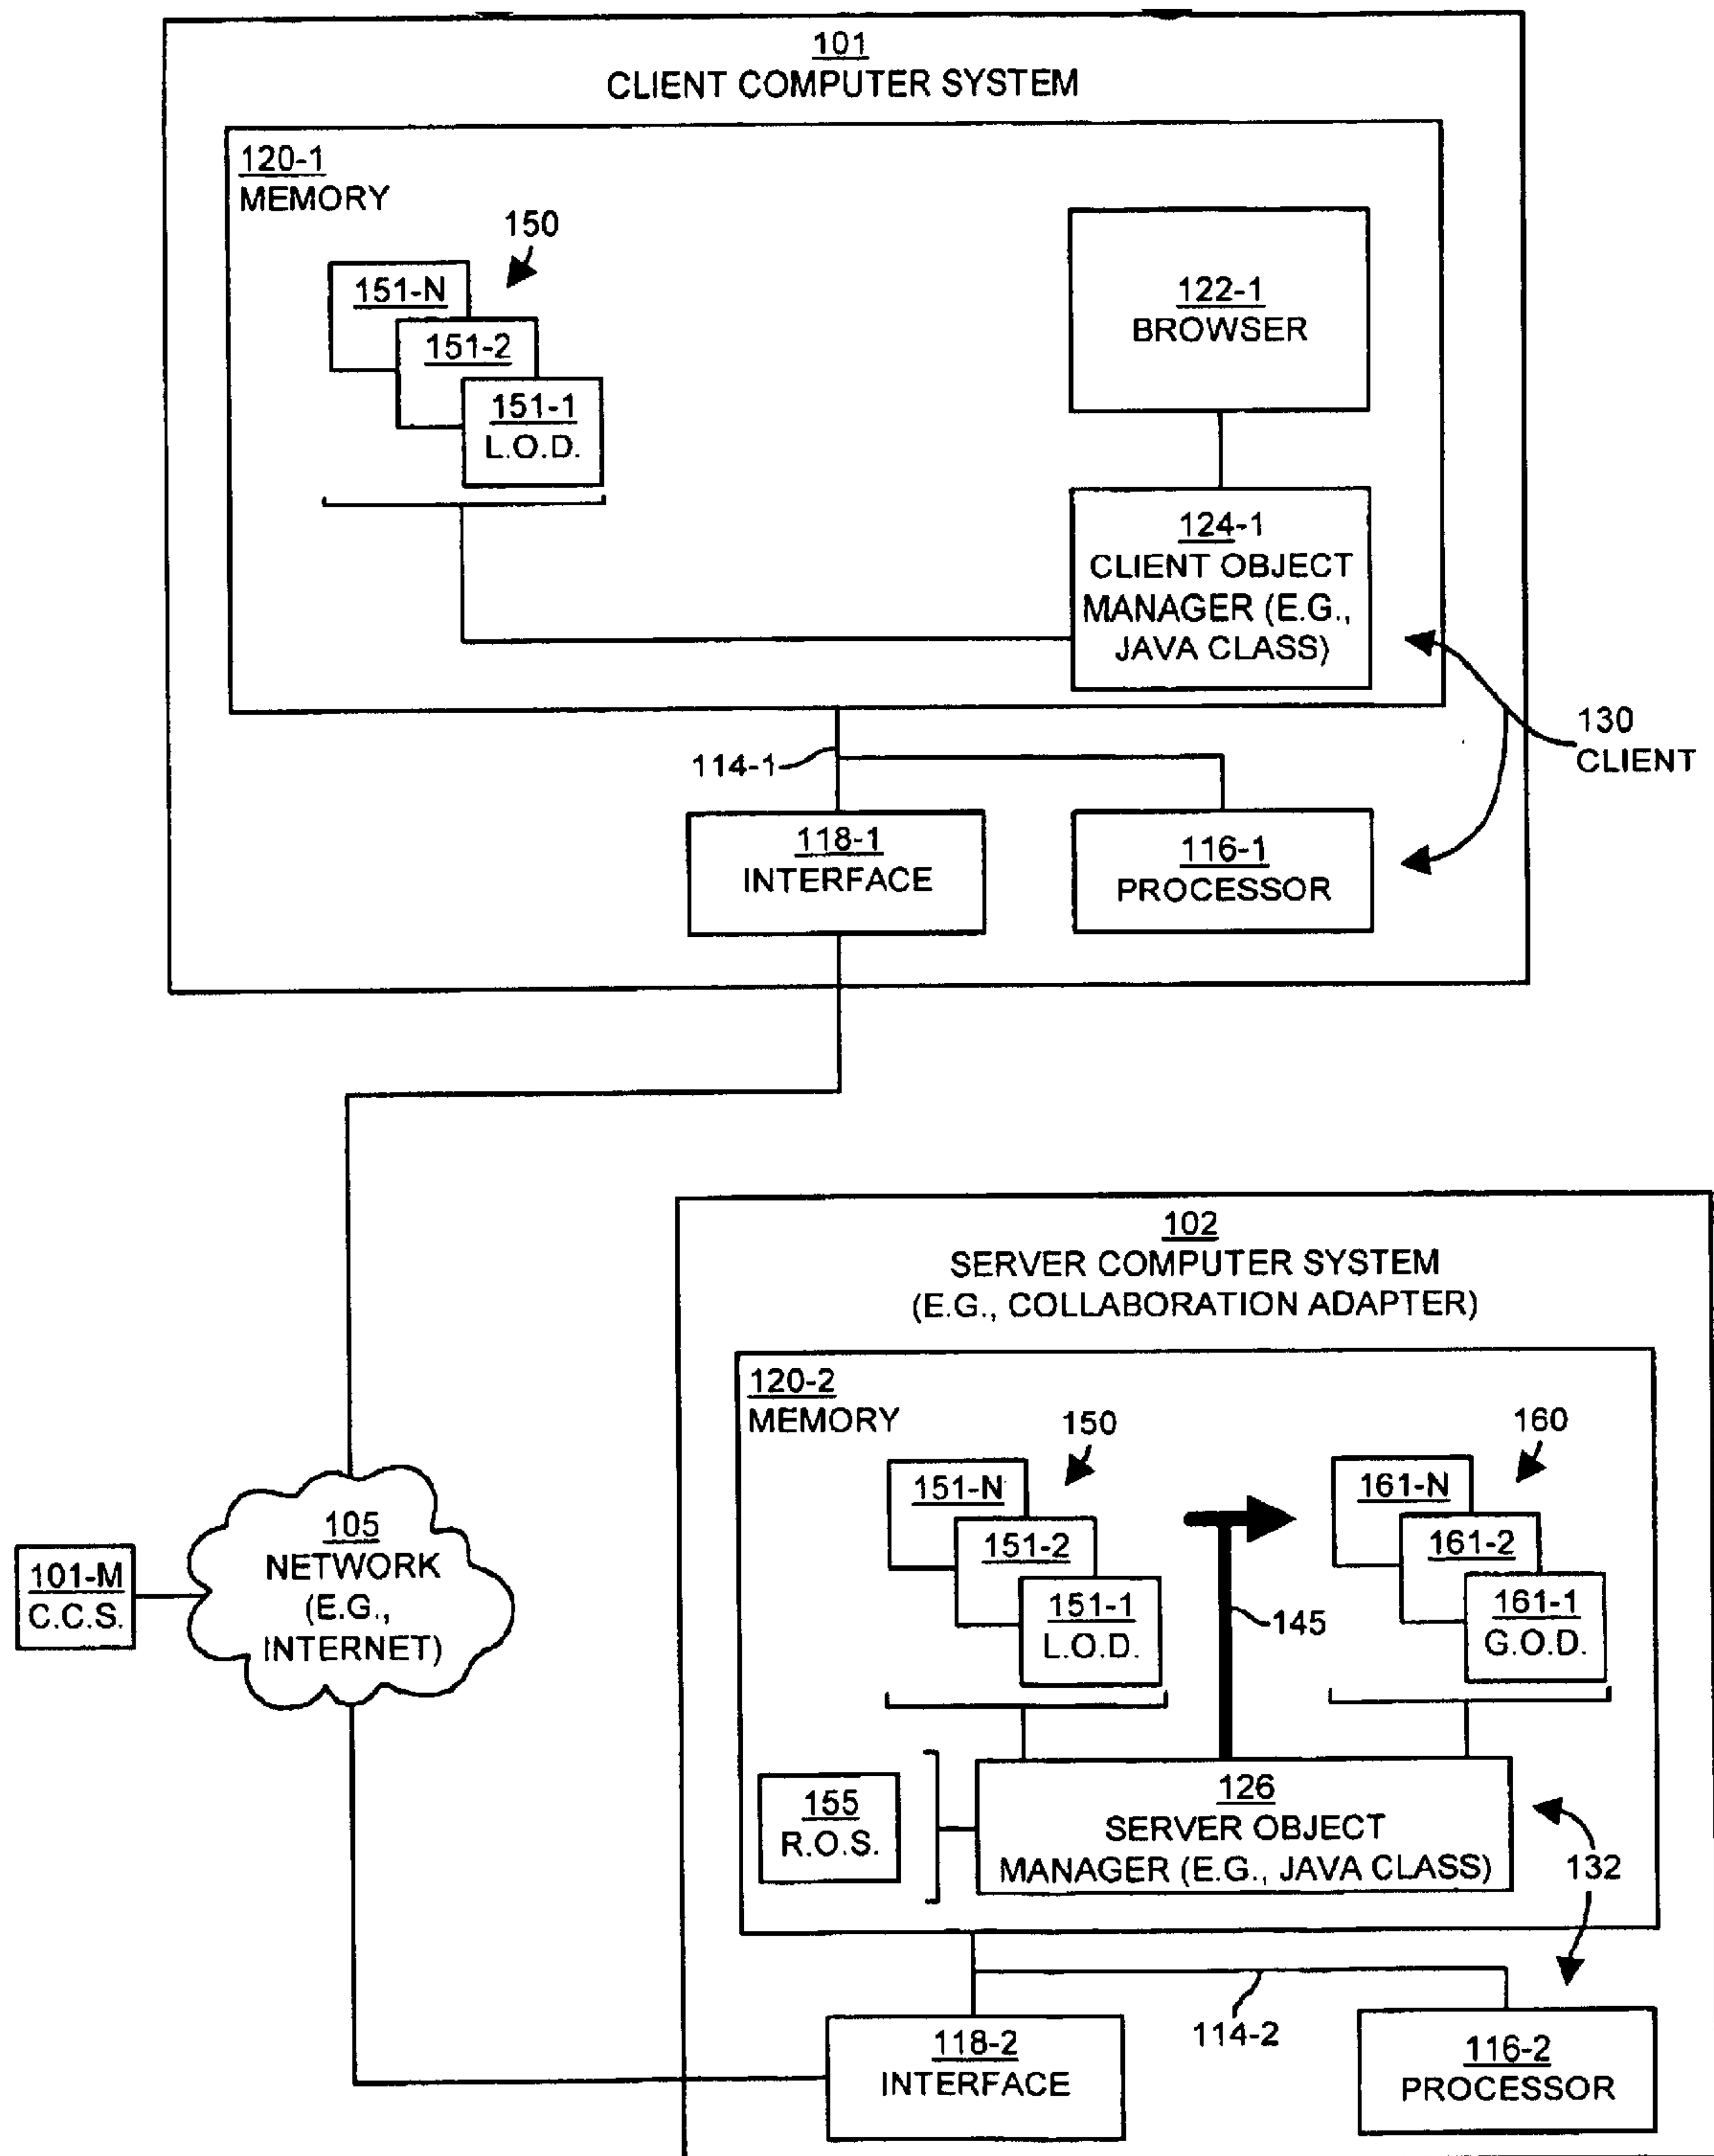 101
CLIENT COMPUTER SYSTEM
120-1
MEMORY
150
151-N
151-2
151-1
L.O.D.
122-1
BROWSER
124-1
CLIENT OBJECT
MANAGER (E.G.,
JAVA CLASS)
130
CLIENT
114-1
118-1
INTERFACE
116-1
PROCESSOR
102
SERVER COMPUTER SYSTEM
(E.G., COLLABORATION ADAPTER)
120-2
MEMORY
150
160
151-N
151-2
151-1
L.O.D.
145
161-N
161-2
161-1
G.O.D.
105
NETWORK
(E.G.,
INTERNET)
101-M
C.C.S.
155
R.O.S.
126
SERVER OBJECT
MANAGER (E.G., JAVA CLASS)
132
114-2
118-2
INTERFACE
116-2
PROCESSOR